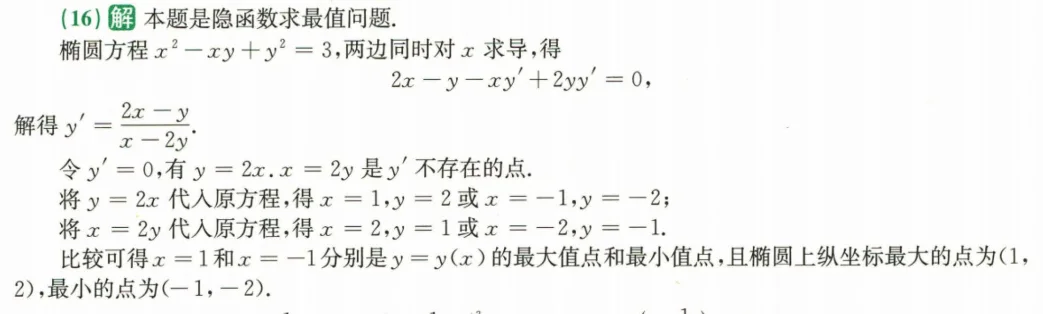 (16) 解 本题是隐函数求最值问题.
椭圆方程 x² − xy + y² = 3,两边同时对 x 求导,得
2x − y − xy′ + 2yy′ = 0,
解得 y′ = (2x − y)/(x − 2y).
令 y′ = 0,有 y = 2x. x = 2y 是 y′ 不存在的点.
将 y = 2x 代入原方程,得 x = 1,y = 2 或 x = −1,y = −2;
将 x = 2y 代入原方程,得 x = 2,y = 1 或 x = −2,y = −1.
比较可得 x = 1 和 x = −1 分别是 y = y(x) 的最大值点和最小值点,且椭圆上纵坐标最大的点为(1,
2),最小的点为(−1, −2).